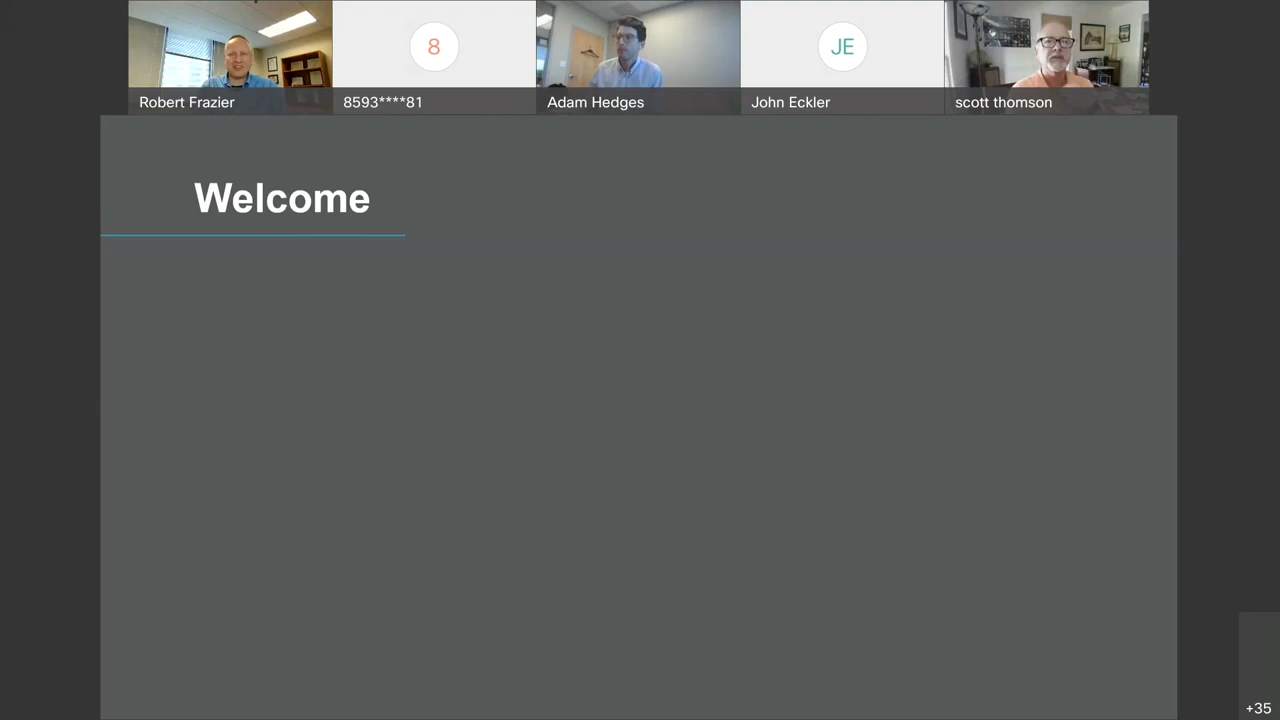 8
JE
Robert Frazier
8593****81
Adam Hedges
John Eckler
scott thomson
Welcome
+35